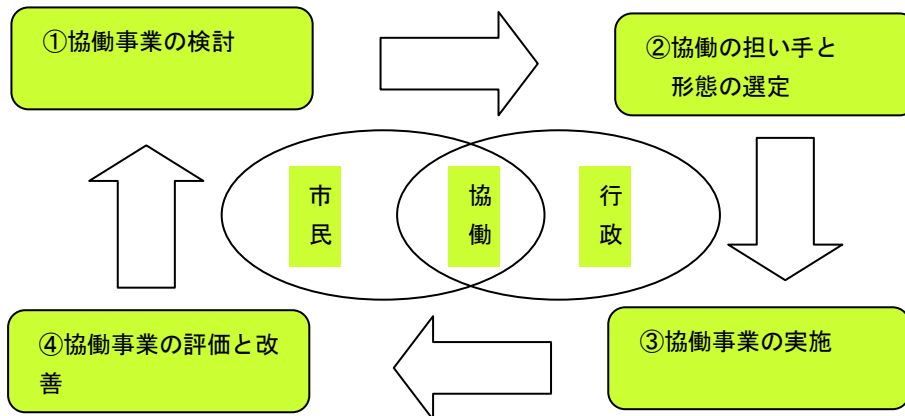 ①協働事業の検討
②協働の担い手と
形態の選定
市民
協働
行政
④協働事業の評価と改
善
③協働事業の実施